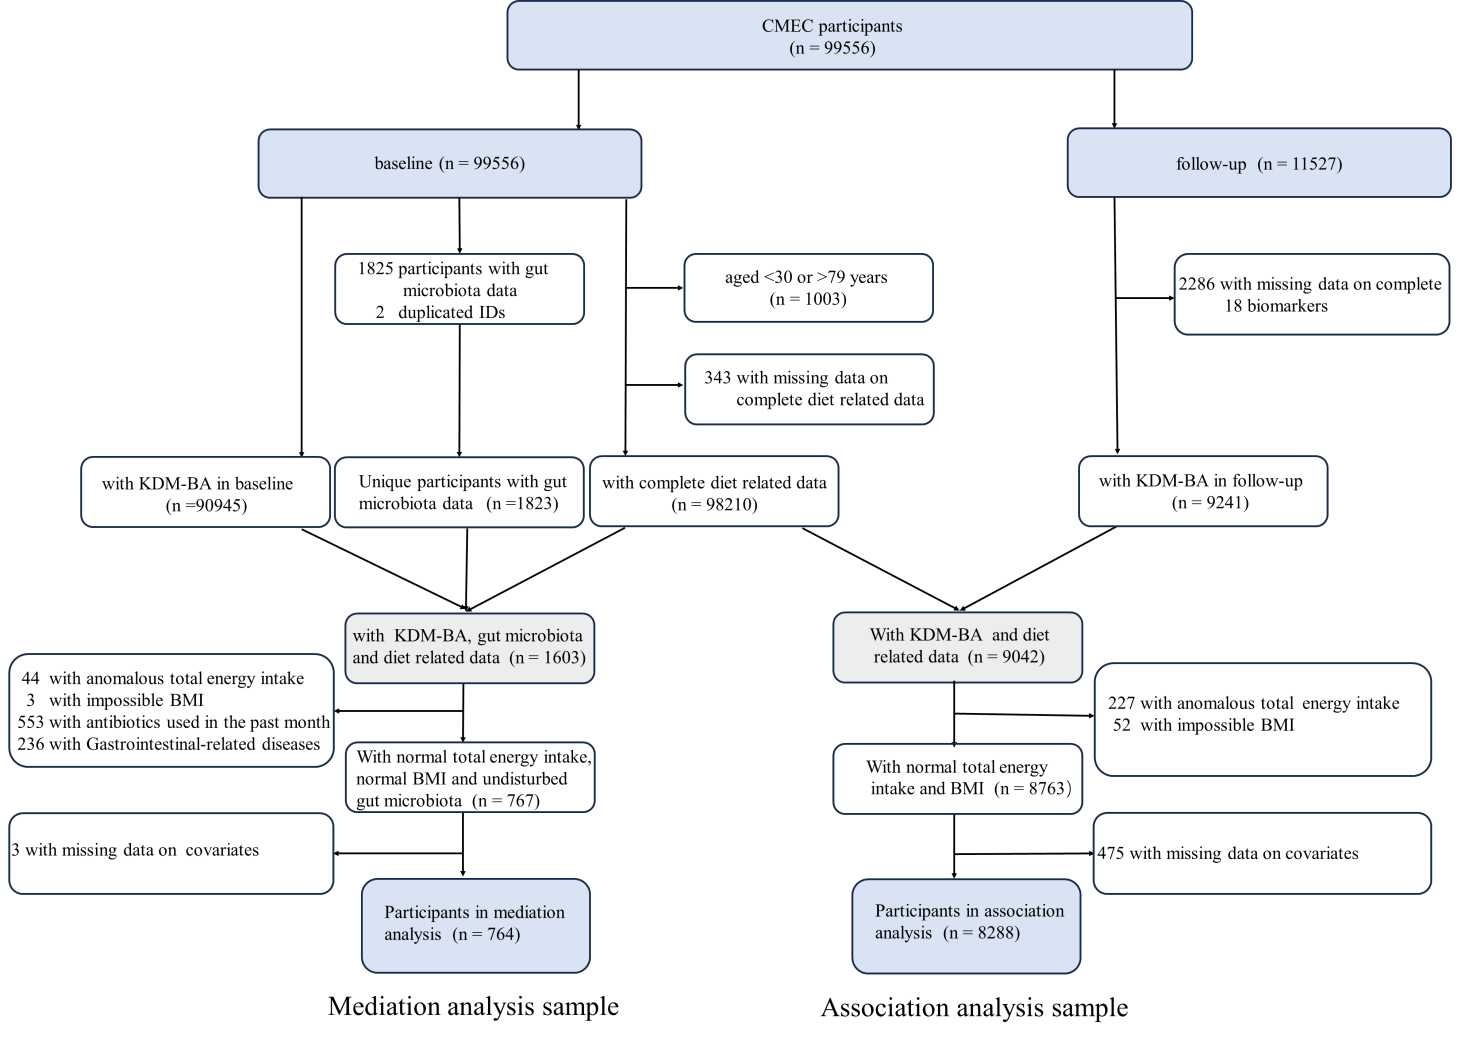 CMEC participants
(n = 99556)
baseline (n = 99556)
follow-up (n = 11527)
1825 participants with gut
microbiota data
2 duplicated IDs
aged <30 or >79 years
(n = 1003)
2286 with missing data on complete
18 biomarkers
343 with missing data on
complete diet related data
with KDM-BA in baseline
(n =90945)
Unique participants with gut
microbiota data (n =1823)
with complete diet related data
(n = 98210)
with KDM-BA in follow-up
(n = 9241)
with KDM-BA, gut microbiota
and diet related data (n = 1603)
With KDM-BA and diet
related data (n = 9042)
44 with anomalous total energy intake
3 with impossible BMI
553 with antibiotics used in the past month
236 with Gastrointestinal-related diseases
227 with anomalous total energy intake
52 with impossible BMI
With normal total energy intake,
normal BMI and undisturbed
gut microbiota (n = 767)
With normal total energy
intake and BMI (n = 8763)
3 with missing data on covariates
475 with missing data on covariates
Participants in mediation
analysis (n = 764)
Participants in association
analysis (n = 8288)
Mediation analysis sample
Association analysis sample